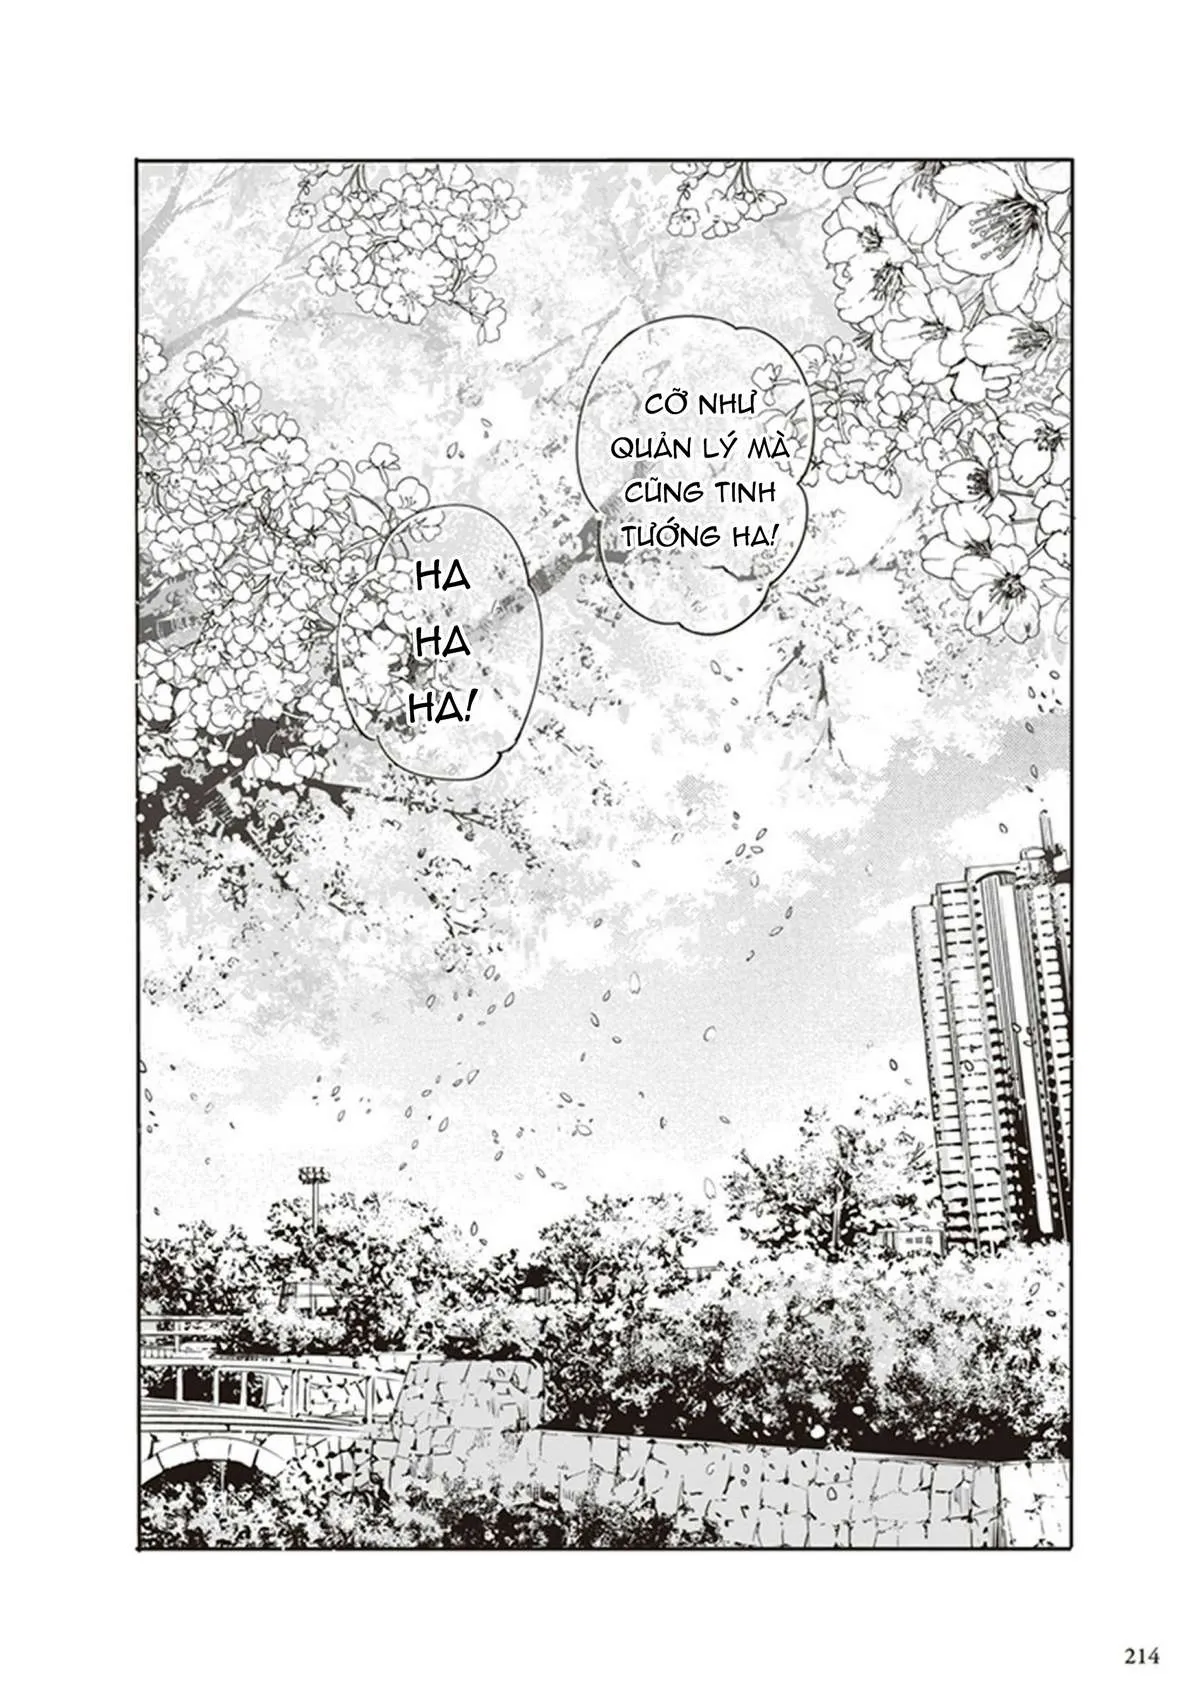 CỠ NHƯ
QUẢN LÝ MÀ
CŨNG TINH
TƯỚNG HA!
HA
HA
HA!
214